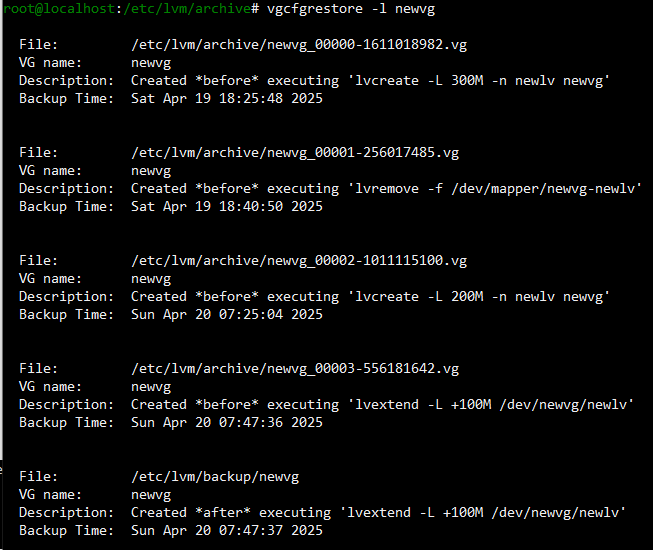 root@localhost:/etc/lvm/archive# vgcfgrestore -l newvg
File: /etc/lvm/archive/newvg_00000-1611018982.vg
VG name: newvg
Description: Created *before* executing 'lvcreate -L 300M -n newlv newvg'
Backup Time: Sat Apr 19 18:25:48 2025
File: /etc/lvm/archive/newvg_00001-256017485.vg
VG name: newvg
Description: Created *before* executing 'lvremove -f /dev/mapper/newvg-newlv'
Backup Time: Sat Apr 19 18:40:50 2025
File: /etc/lvm/archive/newvg_00002-1011115100.vg
VG name: newvg
Description: Created *before* executing 'lvcreate -L 200M -n newlv newvg'
Backup Time: Sun Apr 20 07:25:04 2025
File: /etc/lvm/archive/newvg_00003-556181642.vg
VG name: newvg
Description: Created *before* executing 'lvextend -L +100M /dev/newvg/newlv'
Backup Time: Sun Apr 20 07:47:36 2025
File: /etc/lvm/backup/newvg
VG name: newvg
Description: Created *after* executing 'lvextend -L +100M /dev/newvg/newlv'
Backup Time: Sun Apr 20 07:47:37 2025